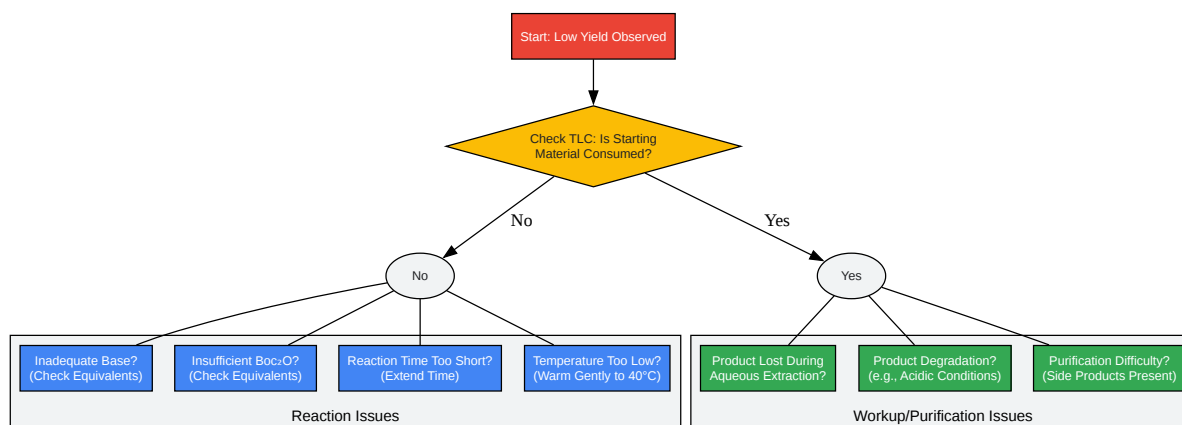 Start: Low Yield Observed
Check TLC: Is Starting
Material Consumed?
No
Yes
No
Yes
Inadequate Base?
(Check Equivalents)
Insufficient Boc₂O?
(Check Equivalents)
Reaction Time Too Short?
(Extend Time)
Temperature Too Low?
(Warm Gently to 40°C)
Reaction Issues
Product Lost During
Aqueous Extraction?
Product Degradation?
(e.g., Acidic Conditions)
Purification Difficulty?
(Side Products Present)
Workup/Purification Issues